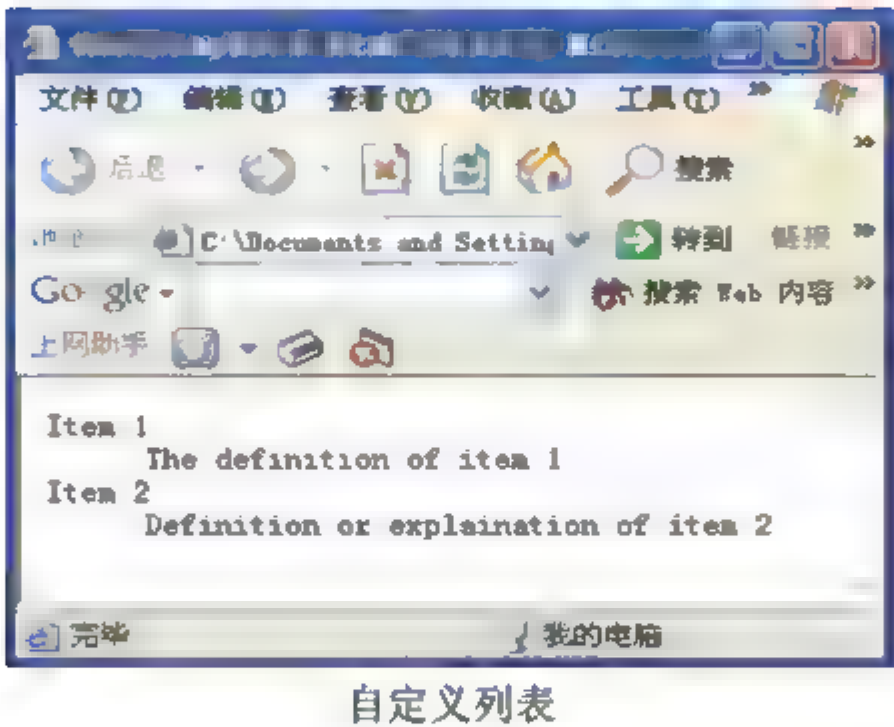 文件(F) 编辑(E) 查看(V) 收藏(A) 工具(T) »
后退 搜索 »
C:\Documents and Setting 转到 链接 »
Google 搜索 Web 内容 »
上网助手
Item 1
The definition of item 1
Item 2
Definition or explaination of item 2
完毕 我的电脑
自定义列表